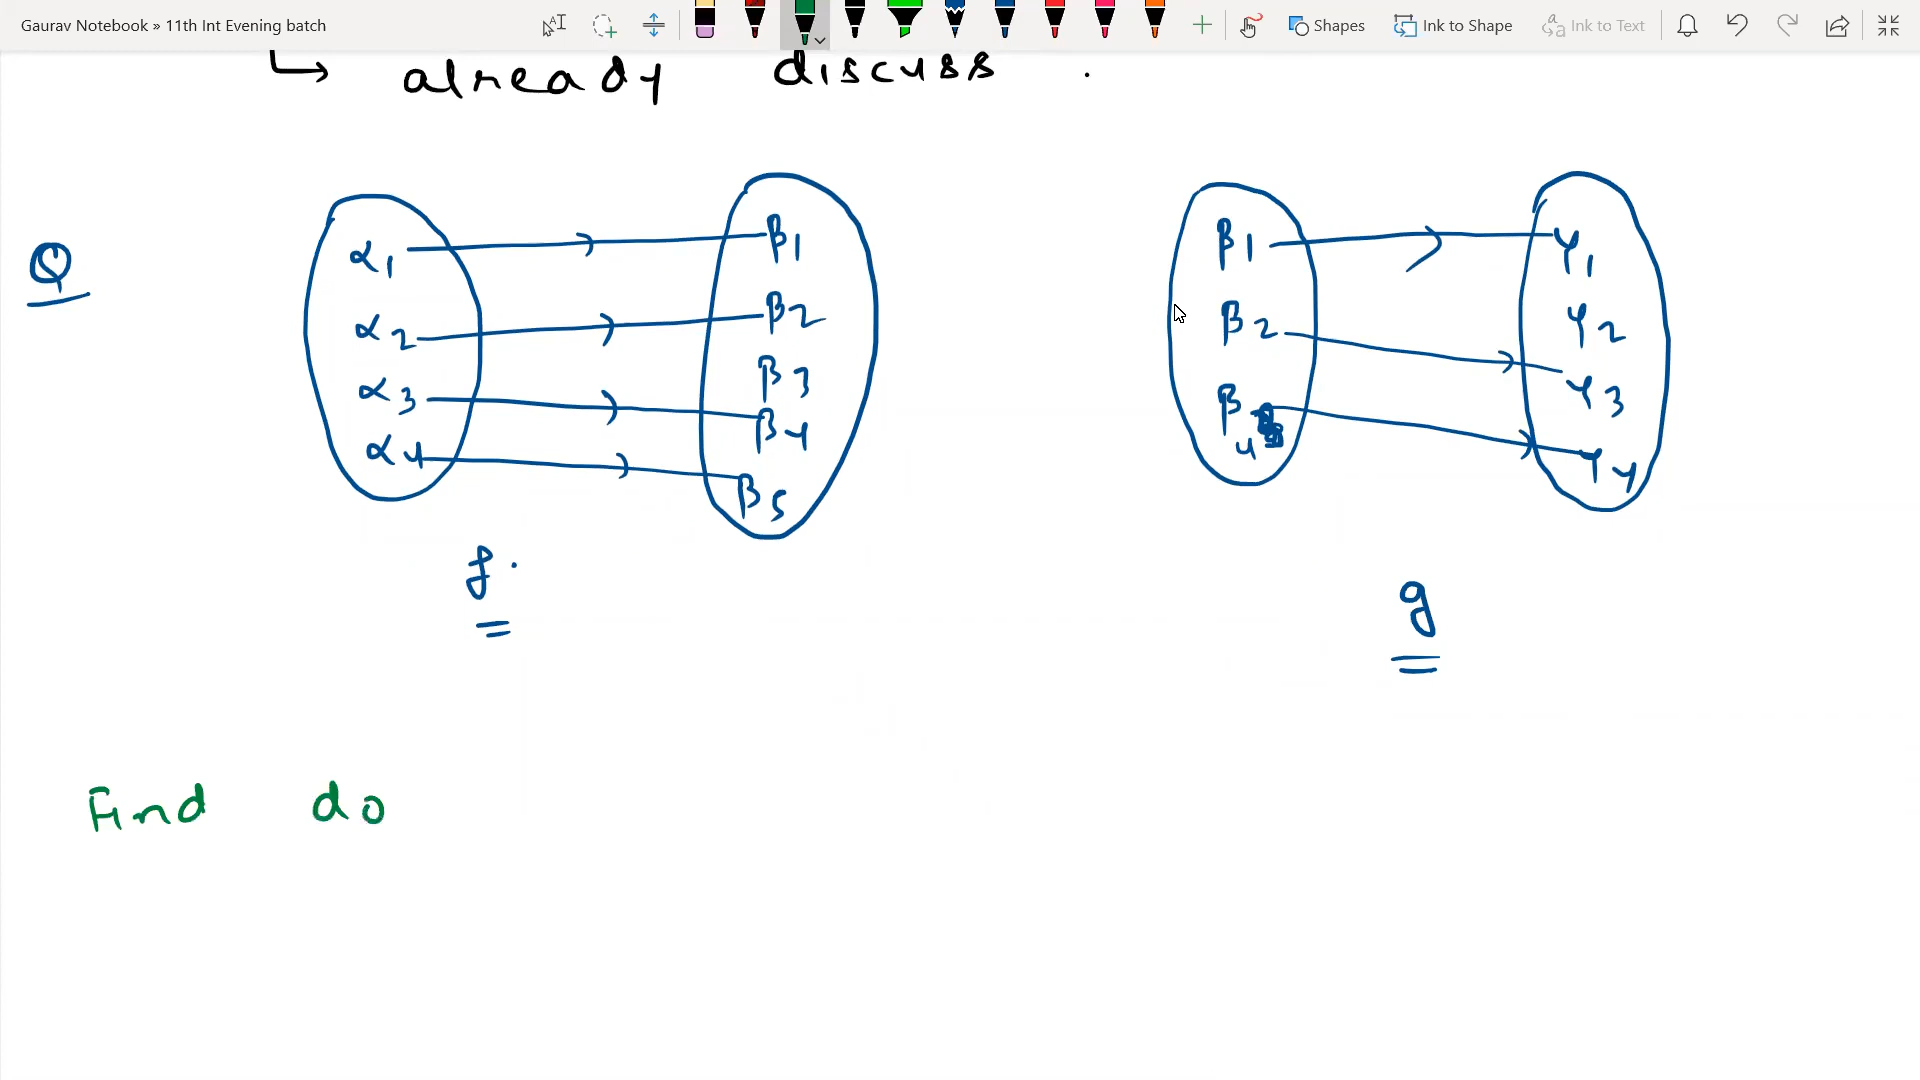 Gaurav Notebook » 11th Int Evening batch
Shapes
Ink to Shape
Ink to Text
already discuss .
Q
α1 β1 β1 γ1
α2 β2 β2 γ2
α3 β3 β4 γ3
α4 β4 γ4
β5
f.
g
Find do